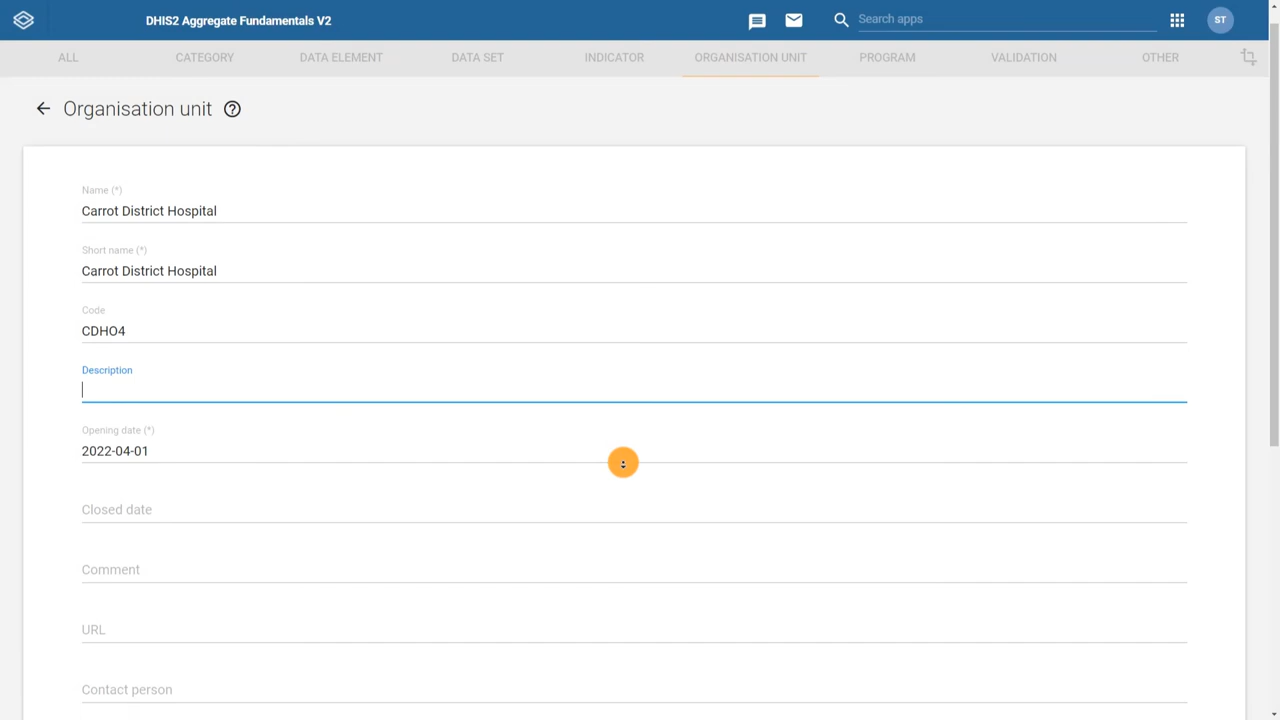 DHIS2 Aggregate Fundamentals V2
Search apps
ST
ALL
CATEGORY
DATA ELEMENT
DATA SET
INDICATOR
ORGANISATION UNIT
PROGRAM
VALIDATION
OTHER
Organisation unit
Name (*)
Carrot District Hospital
Short name (*)
Carrot District Hospital
Code
CDHO4
Description
Opening date (*)
2022-04-01
Closed date
Comment
URL
Contact person